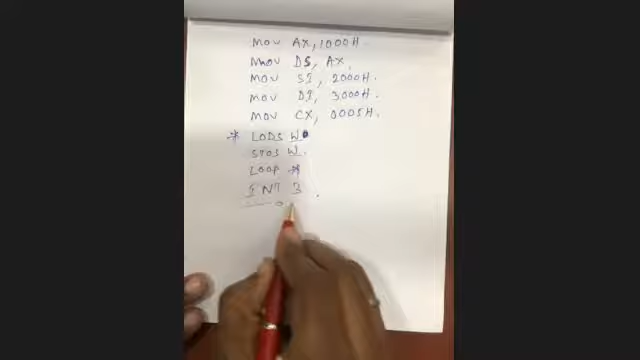 MOV AX, 1000H.
MOV DS, AX.
MOV SI, 2000H.
MOV DI, 3000H.
MOV CX, 0005H.
* LODS W
STOS W.
LOOP *
INT 3.